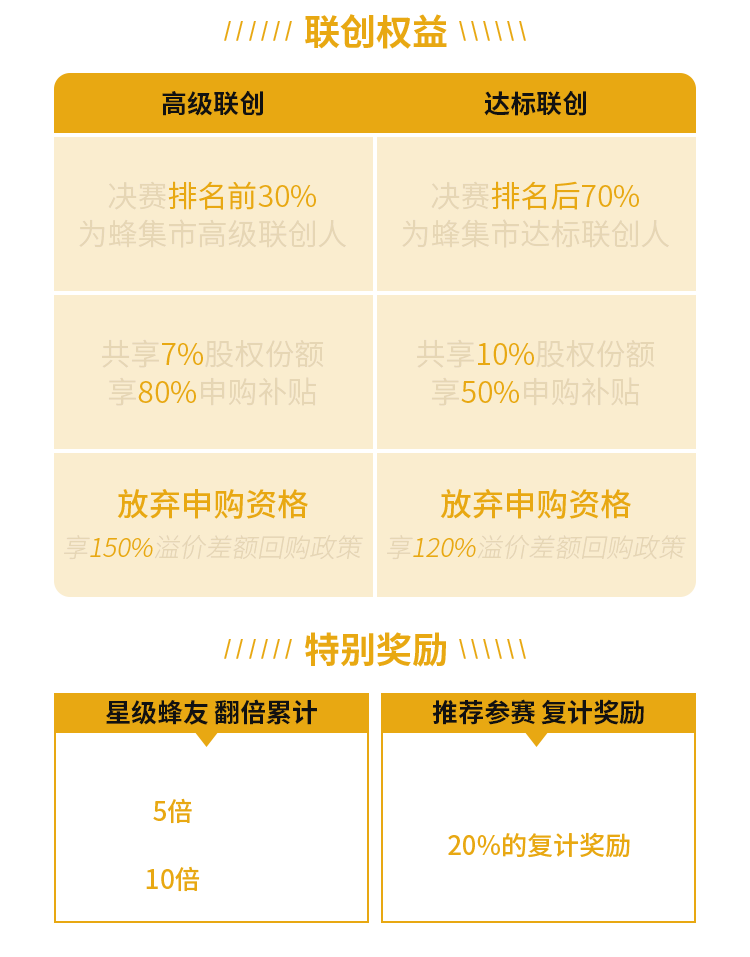 联创权益
高级联创
达标联创
决赛排名前30%
为蜂集市高级联创人
决赛排名后70%
为蜂集市达标联创人
共享7%股权份额
享80%申购补贴
共享10%股权份额
享50%申购补贴
放弃申购资格
享150%溢价差额回购政策
放弃申购资格
享120%溢价差额回购政策
特别奖励
星级蜂友 翻倍累计
推荐参赛 复计奖励
5倍
10倍
20%的复计奖励